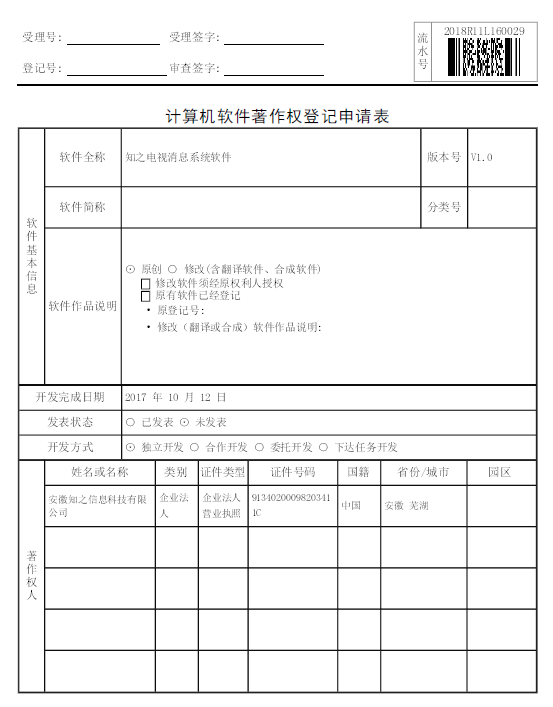 受理号: 受理签字:
登记号: 审查签字:
流水号
2018R11L160029
计算机软件著作权登记申请表
软件基本信息
软件全称 知之电视消息系统软件 版本号 V1.0
软件简称 分类号
软件作品说明
⊙ 原创 ○ 修改(含翻译软件、合成软件)
□ 修改软件须经原权利人授权
□ 原有软件已经登记
• 原登记号:
• 修改（翻译或合成）软件作品说明:
开发完成日期 2017 年 10 月 12 日
发表状态 ○ 已发表 ⊙ 未发表
开发方式 ⊙ 独立开发 ○ 合作开发 ○ 委托开发 ○ 下达任务开发
著作权人
姓名或名称 类别 证件类型 证件号码 国籍 省份/城市 园区
安徽知之信息科技有限
公司
企业法
人
企业法人
营业执照
9134020009820341
1C
中国
安徽 芜湖